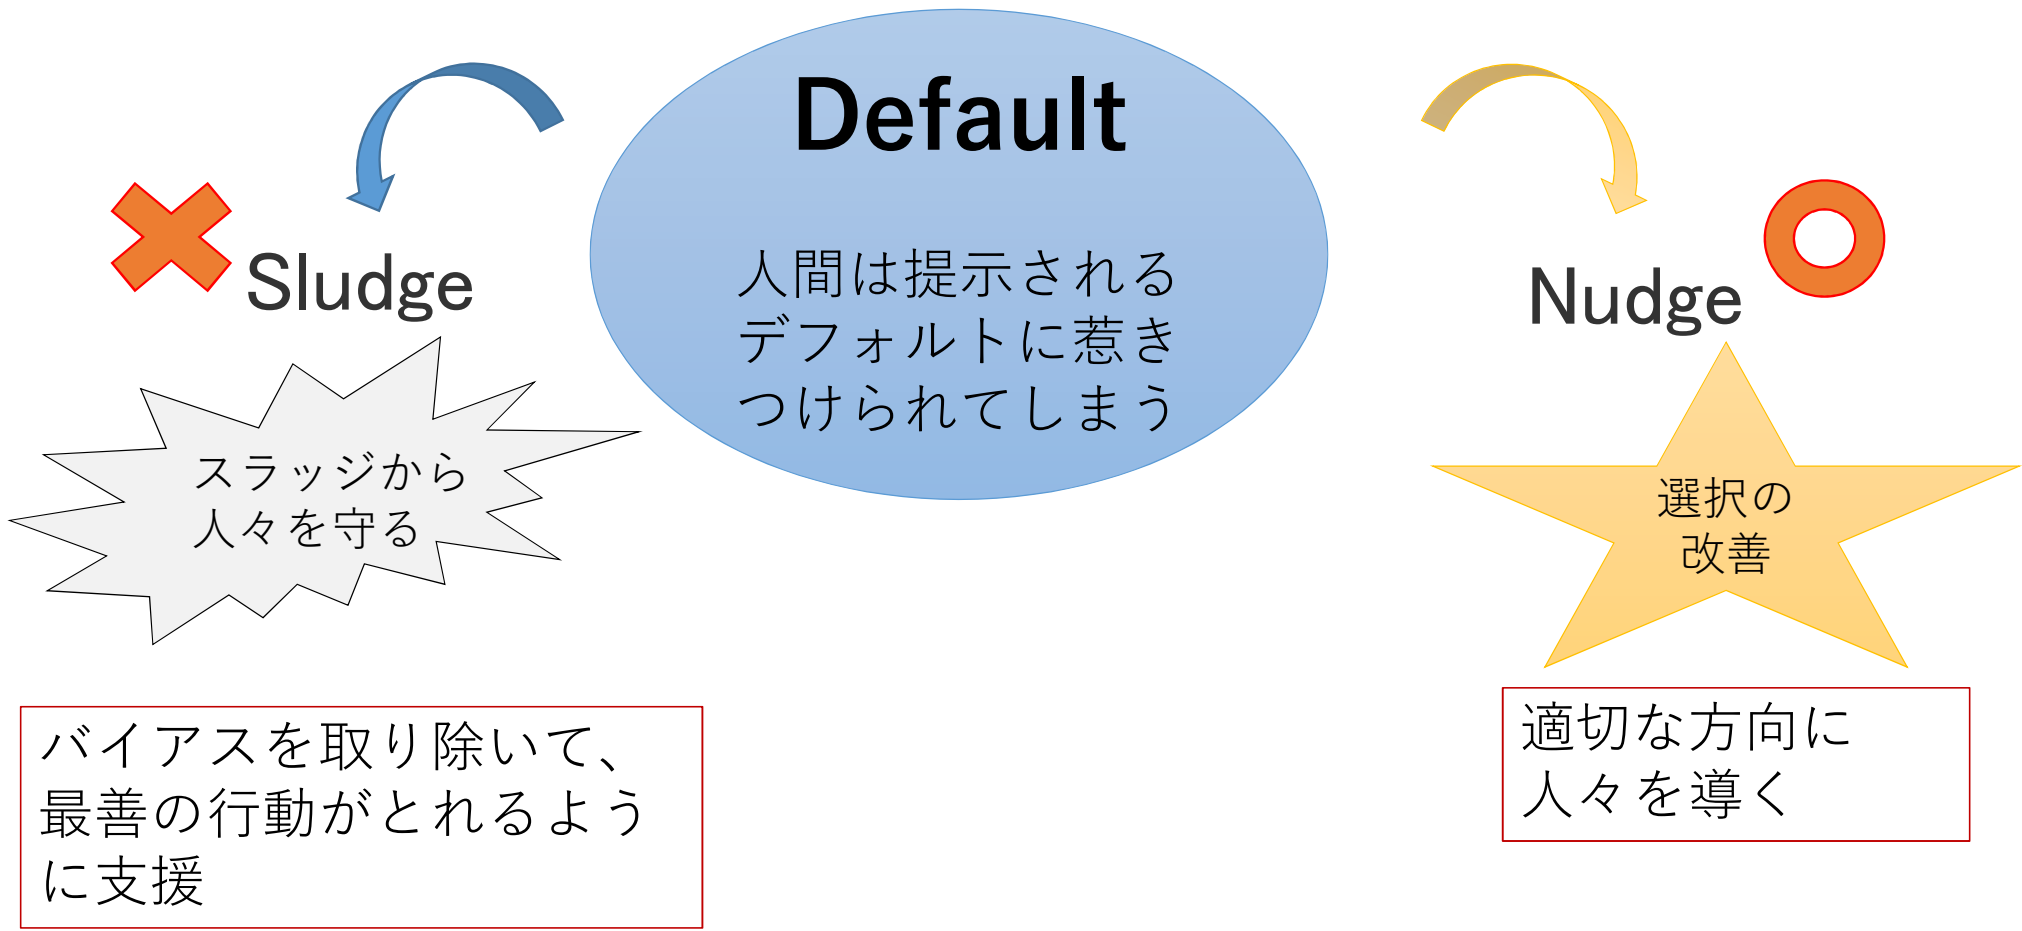 Default
人間は提示される
デフォルトに惹き
つけられてしまう
Sludge
スラッジから
人々を守る
バイアスを取り除いて、
最善の行動がとれるよう
に支援
Nudge
選択の
改善
適切な方向に
人々を導く